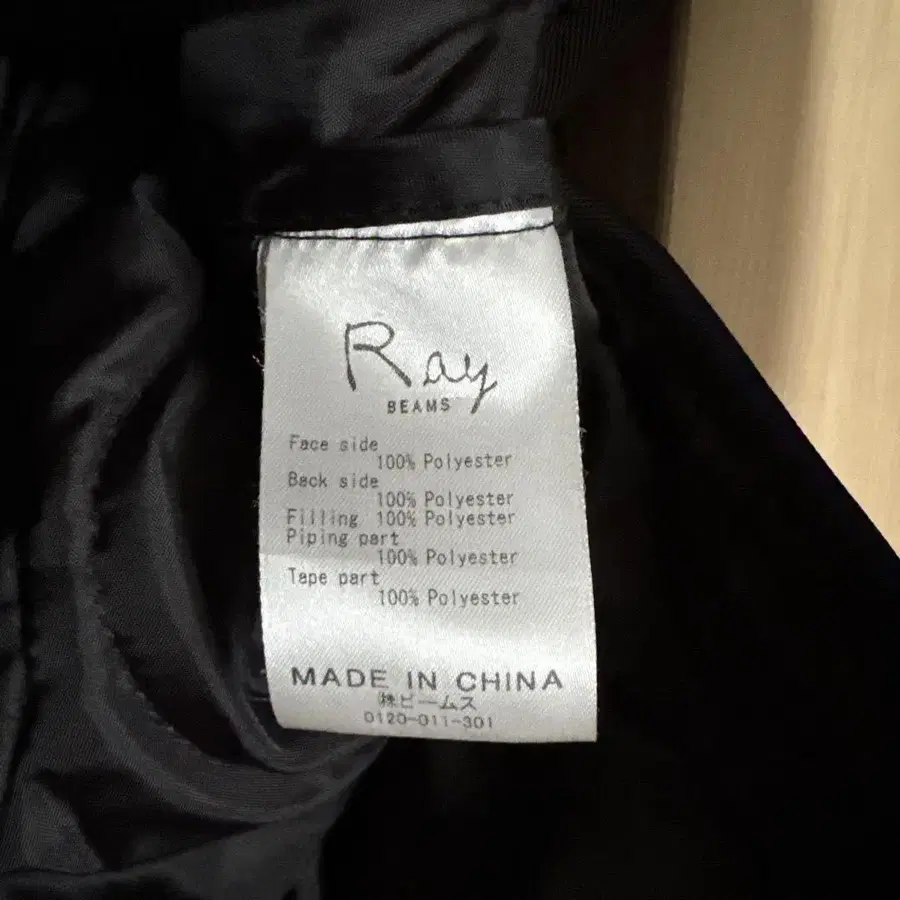 Ray
BEAMS
Face side
100% Polyester
Back side
100% Polyester
Filling 100% Polyester
Piping part
100% Polyester
Tape part
100% Polyester
MADE IN CHINA
㈱ビームス
0120-011-301